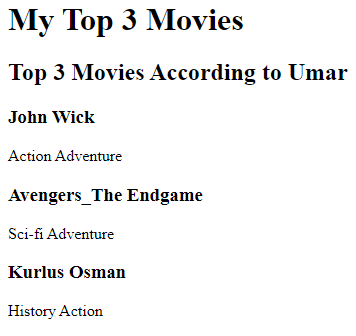 My Top 3 Movies
Top 3 Movies According to Umar
John Wick
Action Adventure
Avengers_The Endgame
Sci-fi Adventure
Kurlus Osman
History Action